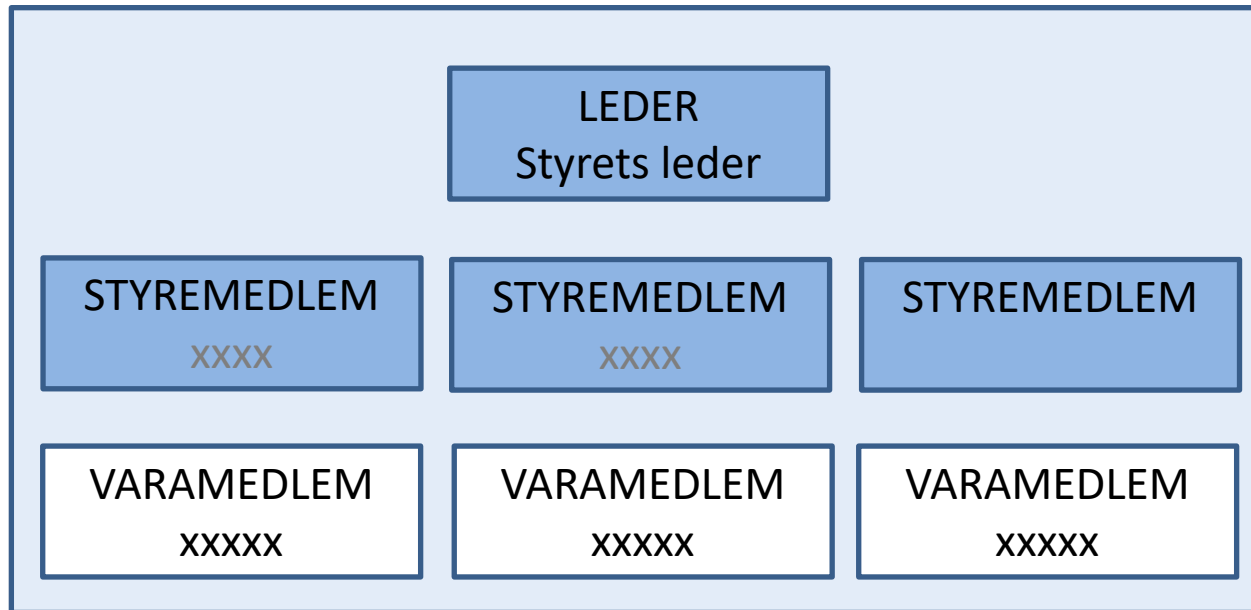 LEDER
Styrets leder
STYREMEDLEM
xxxx
STYREMEDLEM
xxxx
STYREMEDLEM
VARAMEDLEM
xxxxx
VARAMEDLEM
xxxxx
VARAMEDLEM
xxxxx